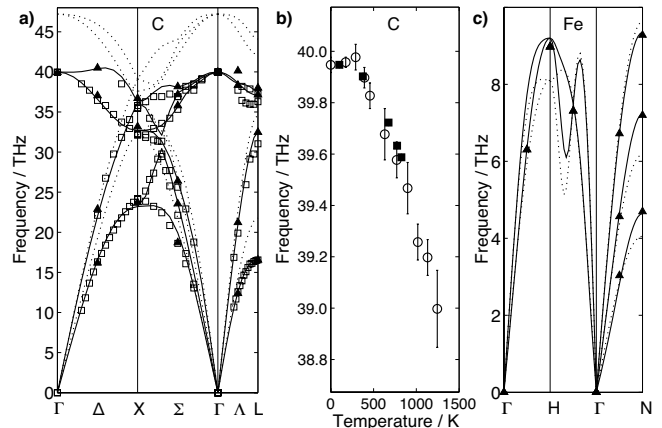 a) C b) C c) Fe
Frequency / THz
45
40
35
30
25
20
15
10
5
0
Γ Δ X Σ Γ Λ L
Frequency / THz
40.0
39.8
39.6
39.4
39.2
39.0
38.8
0 500 1000 1500
Temperature / K
Frequency / THz
8
6
4
2
0
Γ H Γ N